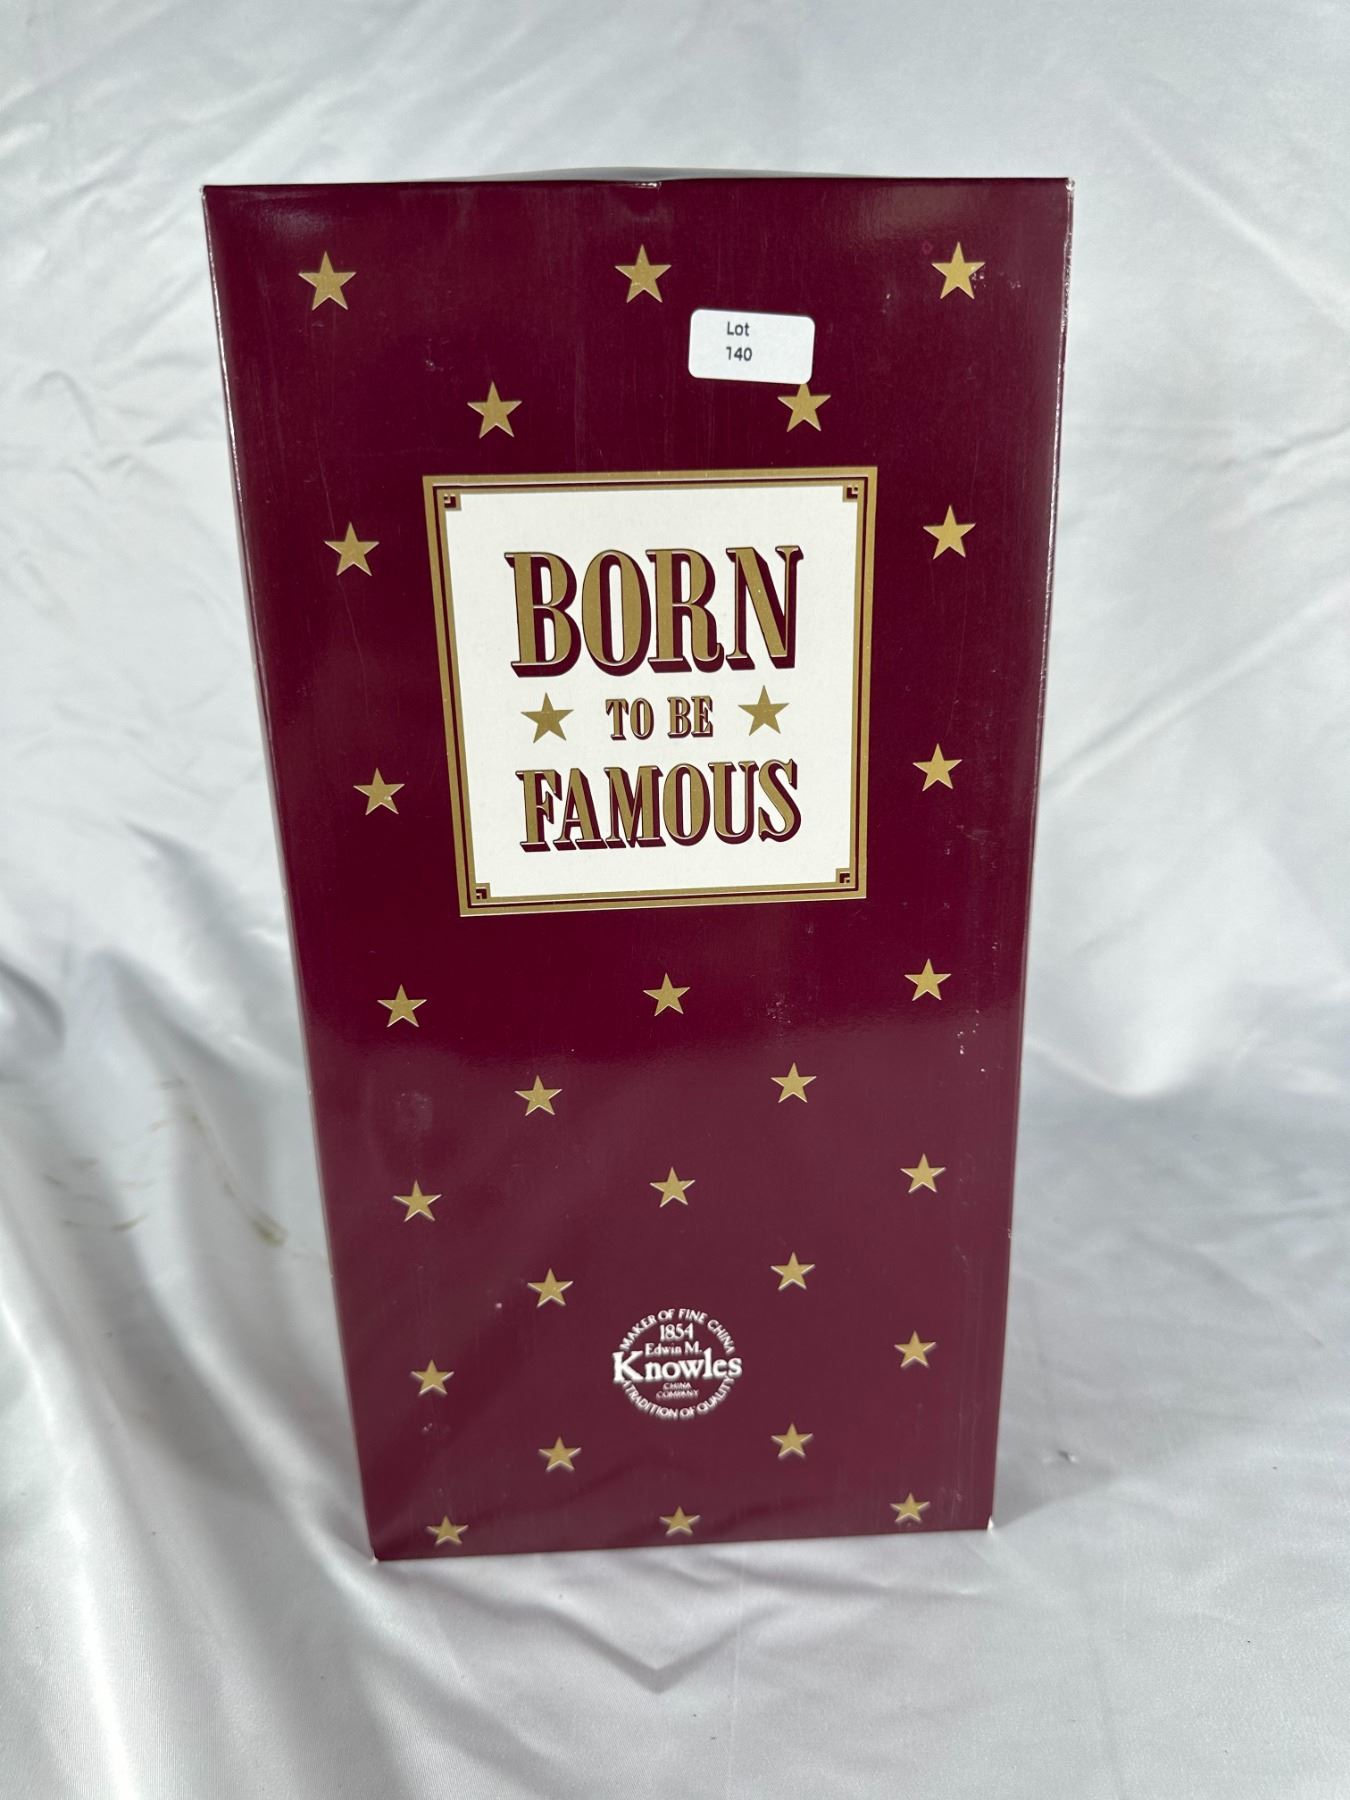 Lot
140
BORN
TO BE
FAMOUS
MAKER OF FINE CHINA
1854
Edwin M.
Knowles
CHINA
COMPANY
TRADITION OF QUALITY